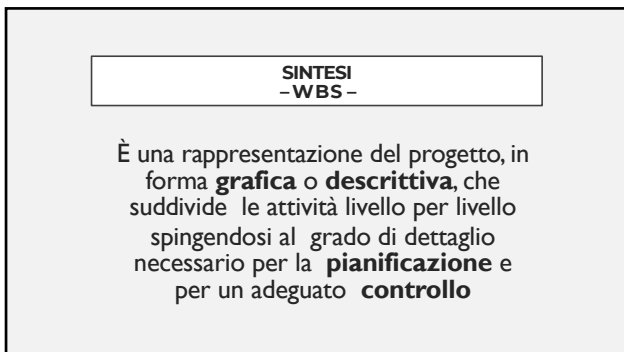 SINTESI
– WBS –
È una rappresentazione del progetto, in
forma grafica o descrittiva, che
suddivide le attività livello per livello
spingendosi al grado di dettaglio
necessario per la pianificazione e
per un adeguato controllo